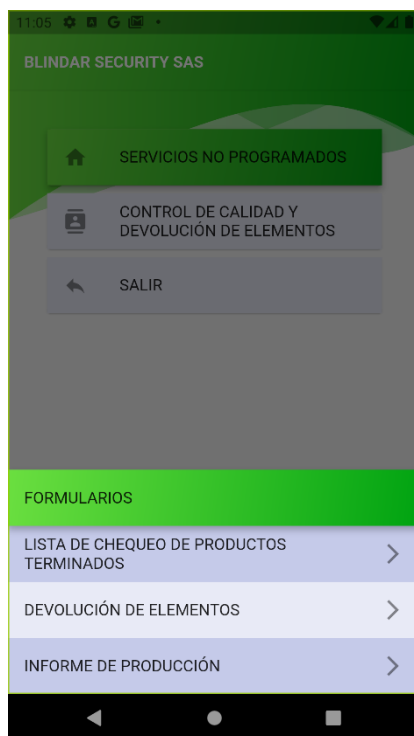 11:05
BLINDAR SECURITY SAS
SERVICIOS NO PROGRAMADOS
CONTROL DE CALIDAD Y
DEVOLUCIÓN DE ELEMENTOS
SALIR
FORMULARIOS
LISTA DE CHEQUEO DE PRODUCTOS
TERMINADOS
DEVOLUCIÓN DE ELEMENTOS
INFORME DE PRODUCCIÓN